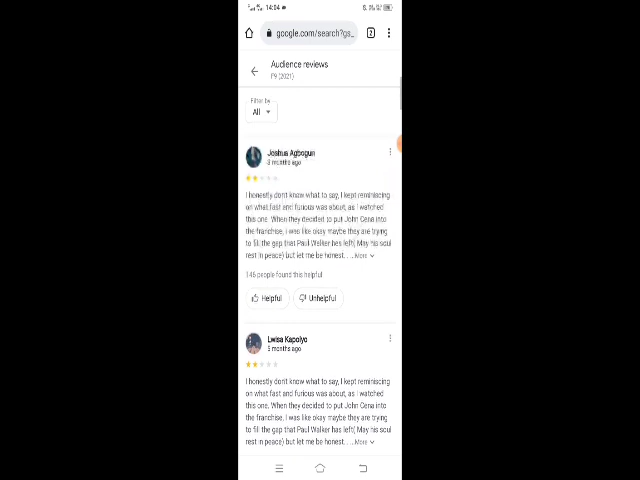 14:04
google.com/search?gs_
2
Audience reviews
F9 (2021)
Filter by
All
Joshua Agbogun
3 months ago
I honestly don't know what to say, I kept reminiscing
on what fast and furious was about, as I watched
this one. When they decided to put John Cena into
the franchise, i was like okay maybe they are trying
to fill the gap that Paul Walker has left( May his soul
rest in peace) but let me be honest... ...More
146 people found this helpful
Helpful
Unhelpful
Lwisa Kapolyo
5 months ago
I honestly don't know what to say, I kept reminiscing
on what fast and furious was about, as I watched
this one. When they decided to put John Cena into
the franchise, I was like okay maybe they are trying
to fill the gap that Paul Walker has left( May his soul
rest in peace) but let me be honest... ...More